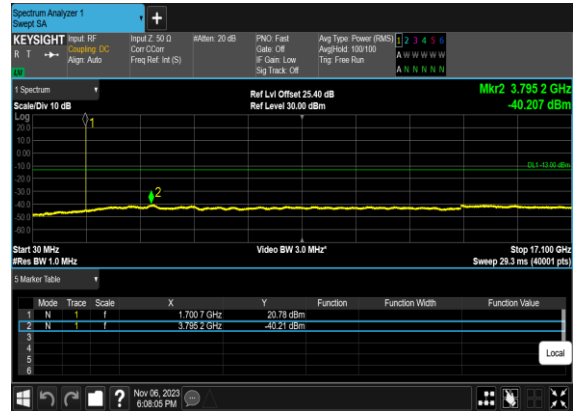 Spectrum Analyzer 1
Swept SA
+
KEYSIGHT Input: RF Input Z: 50 Ω #Atten: 20 dB PNO: Fast Avg Type: Power (RMS) 1 2 3 4 5 6
R T Coupling: DC Corr CCorr Gate: Off Avg|Hold: 100/100 A W W W W W
Align: Auto Freq Ref: Int (S) IF Gain: Low Trig: Free Run
LW Sig Track: Off A N N N N N
1 Spectrum Ref Lvl Offset 25.40 dB Mkr2 3.795 2 GHz
Scale/Div 10 dB Ref Level 30.00 dBm -40.207 dBm
Log
1
20.0
10.0
0.00
-10.0
DL1 -13.00 dBm
-20.0
-30.0
2
-40.0
-50.0
-60.0
Start 30 MHz Video BW 3.0 MHz* Stop 17.100 GHz
#Res BW 1.0 MHz Sweep 29.3 ms (40001 pts)
5 Marker Table
Mode Trace Scale X Y Function Function Width Function Value
1 N 1 f 1.700 7 GHz 20.78 dBm
2 N 1 f 3.795 2 GHz -40.21 dBm
3
4
5
6
Local
? Nov 06, 2023
6:08:05 PM